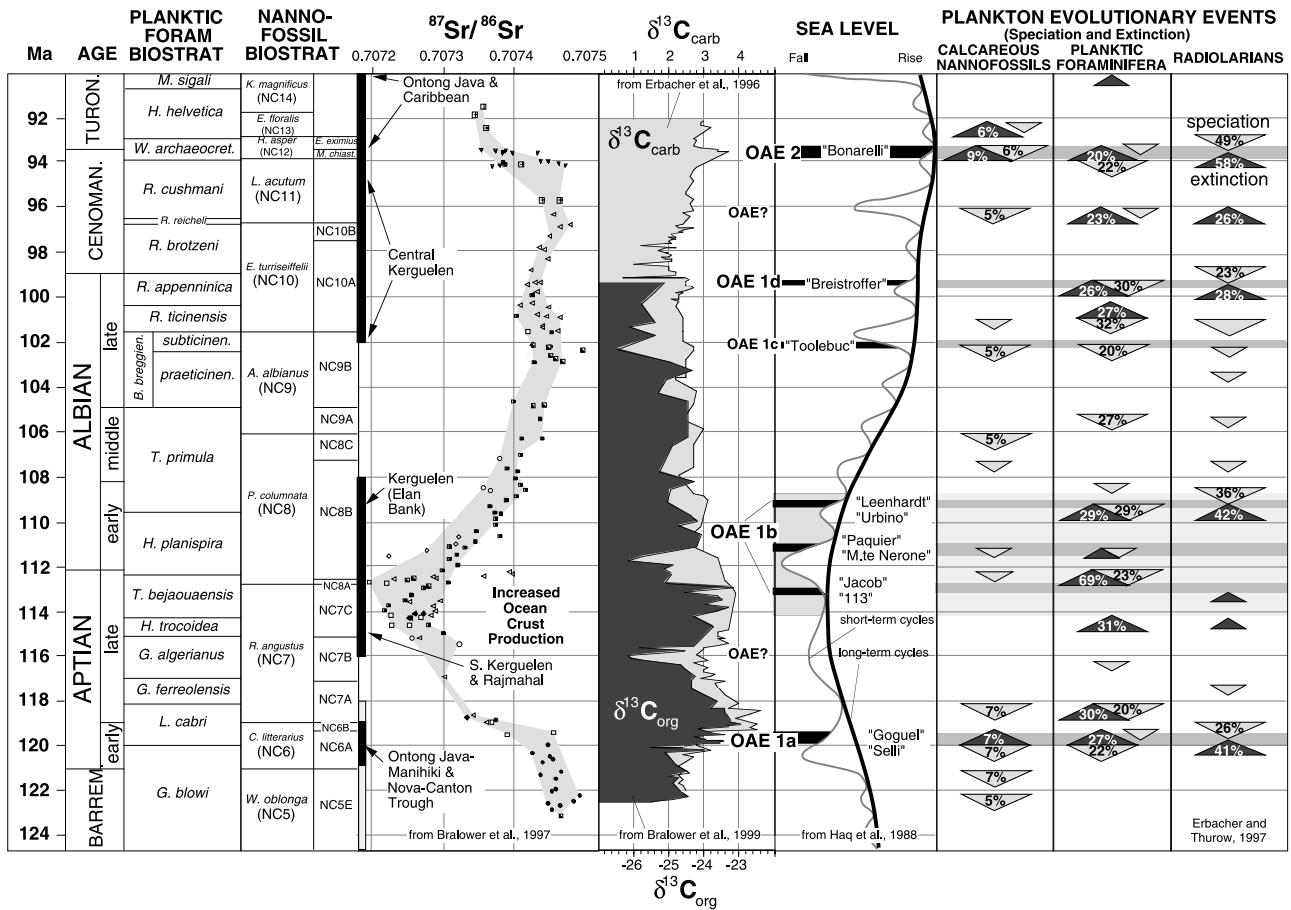 PLANKTIC FORAM BIOSTRAT
NANNO-FOSSIL BIOSTRAT
87Sr/ 86Sr
δ13Ccarb
SEA LEVEL
PLANKTON EVOLUTIONARY EVENTS
(Speciation and Extinction)
CALCAREOUS NANNOFOSSILS
PLANKTIC FORAMINIFERA
RADIOLARIANS
Ma
AGE
0.7072 0.7073 0.7074 0.7075
1 2 3 4
Fall
Rise
92
94
96
98
100
102
104
106
108
110
112
114
116
118
120
122
124
TURON.
CENOMAN.
ALBIAN
late
middle
early
APTIAN
late
early
BARREM.
M. sigali
H. helvetica
W. archaeocret.
R. cushmani
R. reicheli
R. brotzeni
R. appenninica
R. ticinensis
B. breggien.
subticinen.
praeticinen.
T. primula
H. planispira
T. bejaouaensis
H. trocoidea
G. algerianus
G. ferreolensis
L. cabri
G. blowi
K. magnificus
(NC14)
E. floralis
(NC13)
R. asper
(NC12)
E. eximius
M. chiast.
L. acutum
(NC11)
E. turriseiffelii
(NC10)
NC10B
NC10A
A. albianus
(NC9)
NC9B
NC9A
P. columnata
(NC8)
NC8C
NC8B
NC8A
R. angustus
(NC7)
NC7C
NC7B
NC7A
C. litterarius
(NC6)
NC6B
NC6A
W. oblonga
(NC5)
NC5E
Ontong Java &
Caribbean
Central
Kerguelen
Kerguelen
(Elan
Bank)
Increased
Ocean
Crust
Production
S. Kerguelen
& Rajmahal
Ontong Java-
Manihiki &
Nova-Canton
Trough
from Bralower et al., 1997
from Erbacher et al., 1996
δ13Ccarb
δ13Corg
from Bralower et al., 1999
-26 -25 -24 -23
δ13Corg
OAE 2
"Bonarelli"
OAE?
OAE 1d
"Breistroffer"
OAE 1c
"Toolebuc"
OAE 1b
"Leenhardt"
"Urbino"
"Paquier"
"M.te Nerone"
"Jacob"
"113"
short-term cycles
OAE?
long-term cycles
OAE 1a
"Goguel"
"Selli"
from Haq et al., 1988
6%
9%
6%
5%
5%
5%
7%
7%
7%
7%
5%
20%
22%
23%
26%
30%
27%
32%
20%
27%
29%
29%
69%
23%
31%
30%
20%
27%
22%
speciation
49%
58%
extinction
26%
23%
28%
36%
42%
26%
41%
Erbacher and
Thurow, 1997